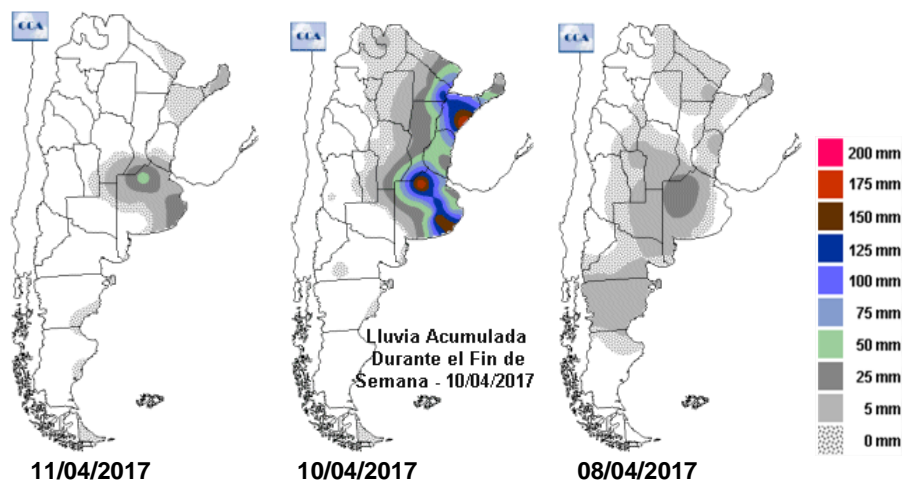 CCA
CCA
CCA
Lluvia Acumulada
Durante el Fin de
Semana - 10/04/2017
11/04/2017
10/04/2017
08/04/2017
200 mm
175 mm
150 mm
125 mm
100 mm
75 mm
50 mm
25 mm
5 mm
0 mm